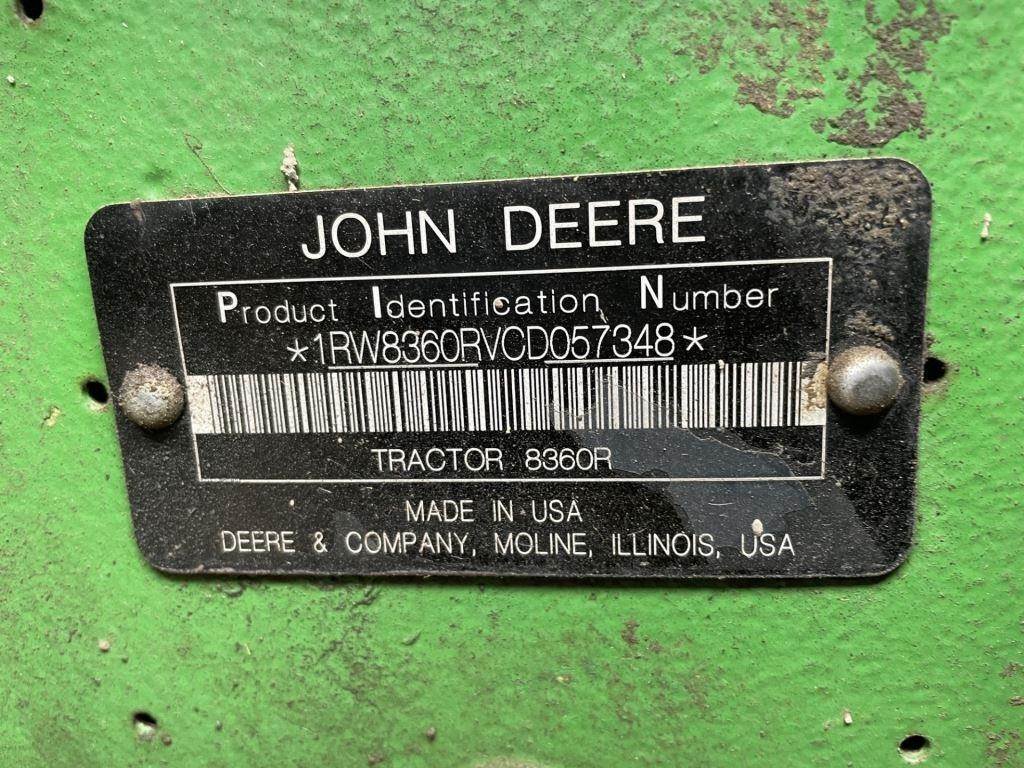 JOHN DEERE
Product Identification Number
*1RW8360RVCD057348*
TRACTOR 8360R
MADE IN USA
DEERE & COMPANY, MOLINE, ILLINOIS, USA